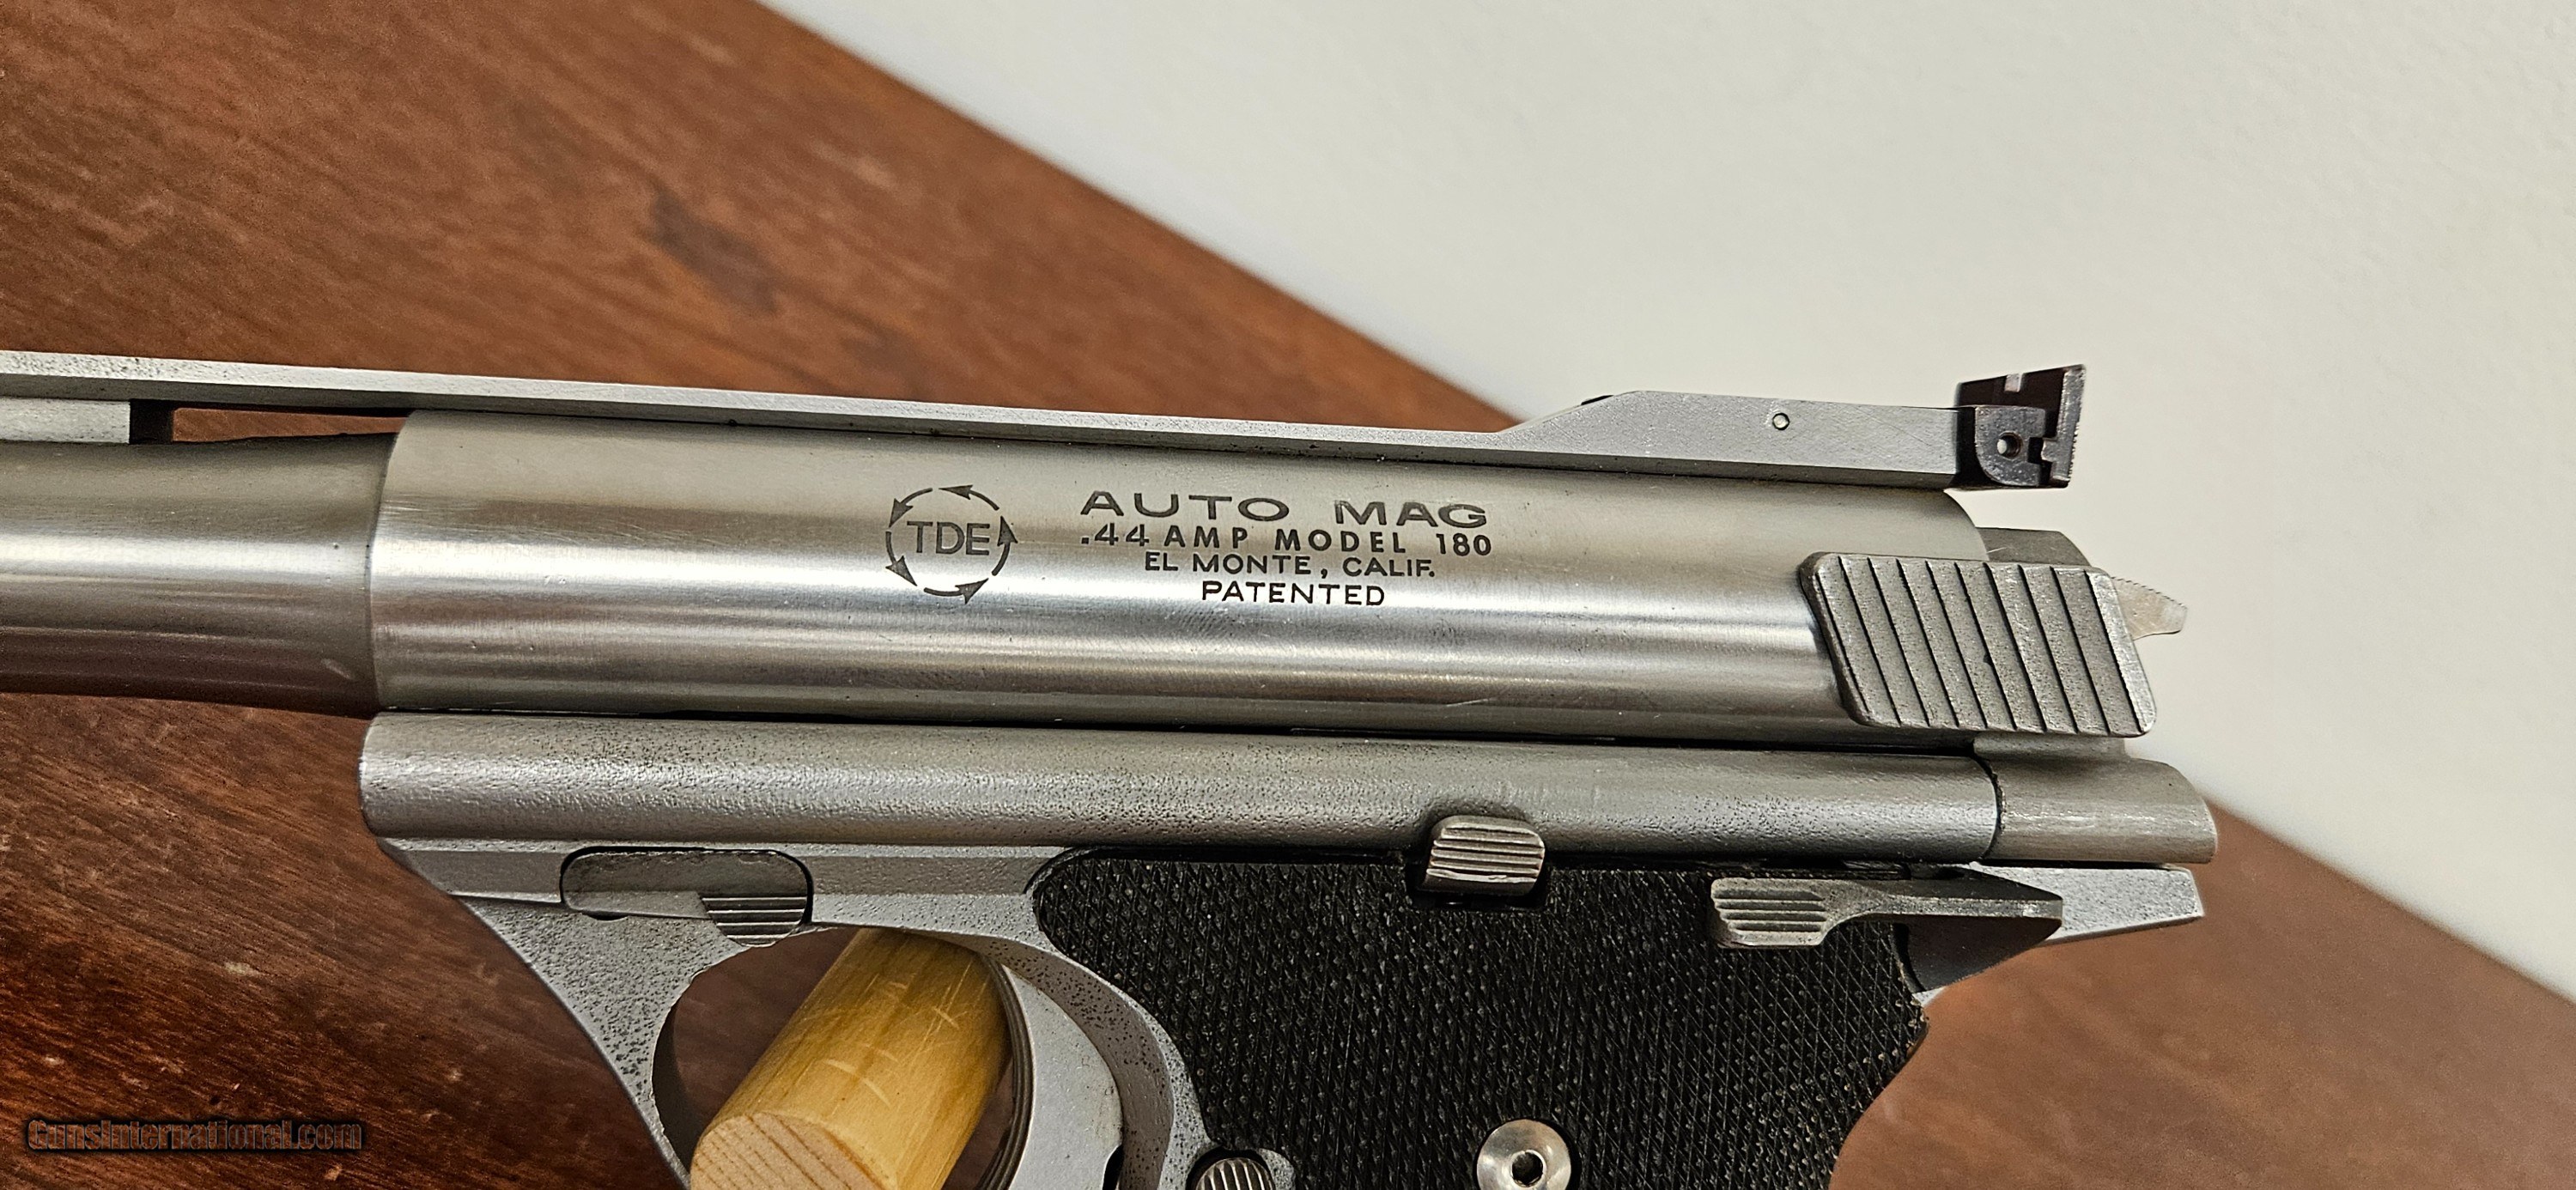 TDE
AUTO MAG
.44 AMP MODEL 180
EL MONTE, CALIF.
PATENTED
GunsInternational.com